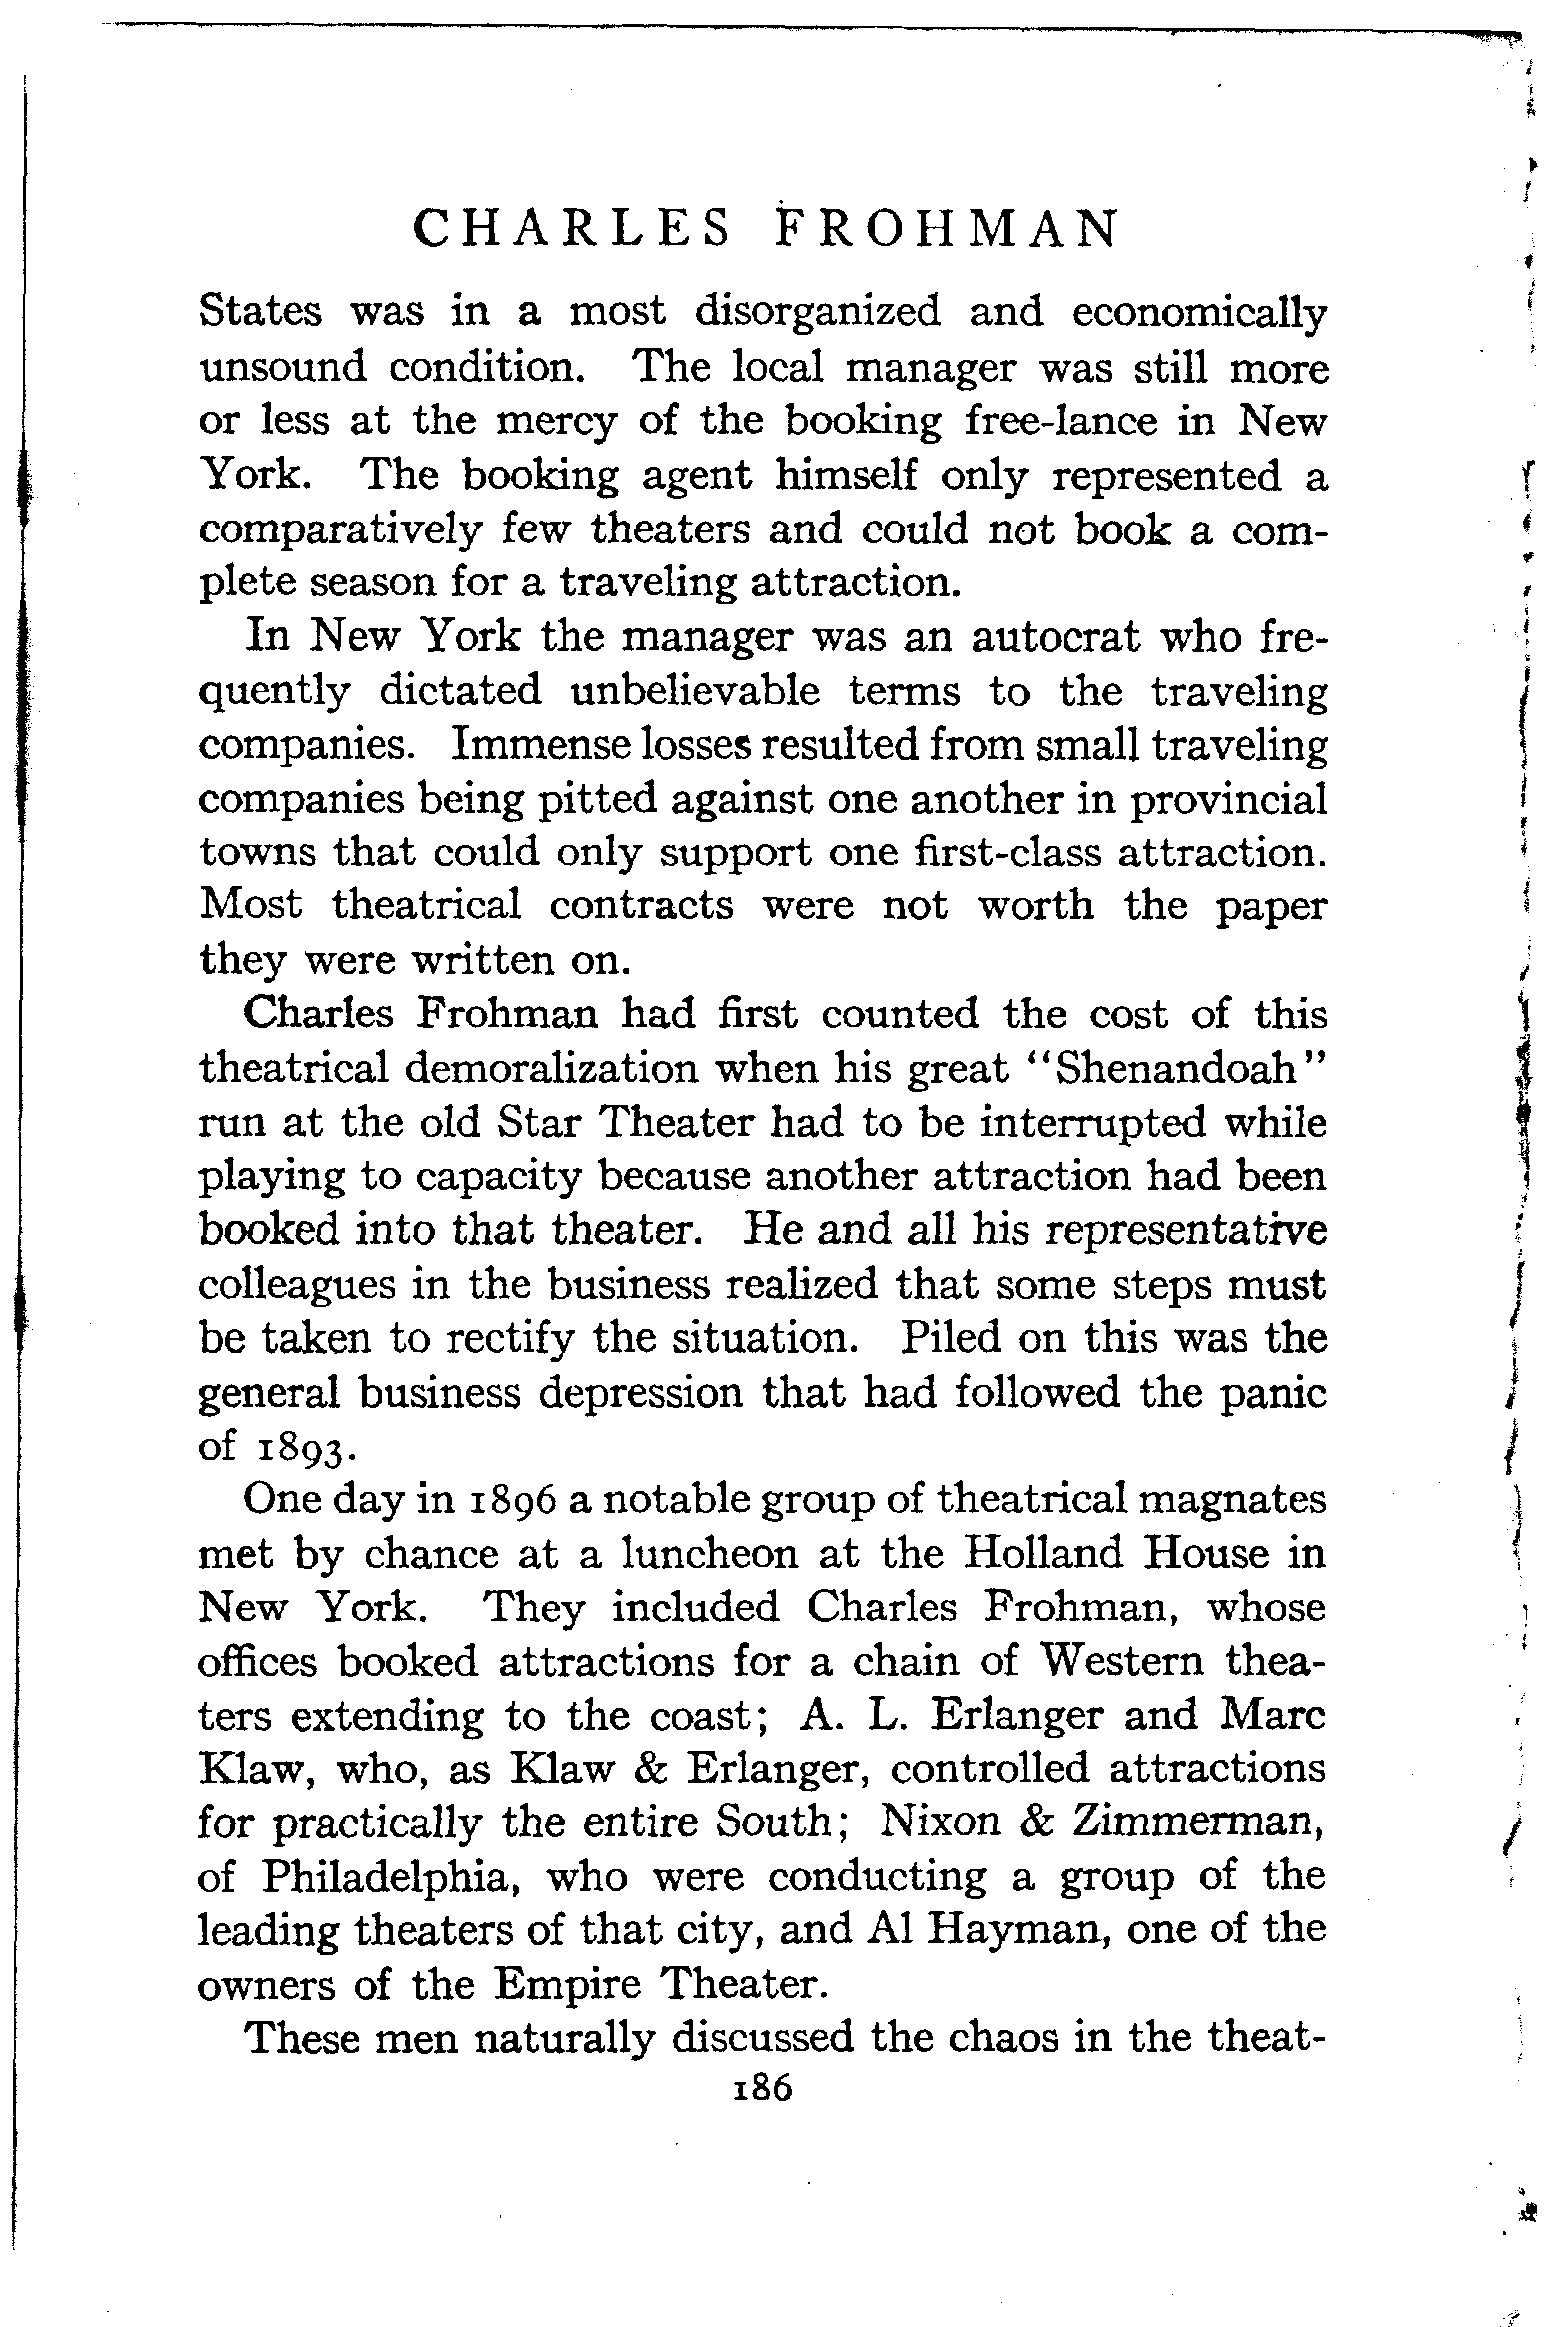 CHARLES FROHMAN
States was in a most disorganized and economically
unsound condition. The local manager was still more
or less at the mercy of the booking free-lance in New
York. The booking agent himself only represented a
comparatively few theaters and could not book a com-
plete season for a traveling attraction.
In New York the manager was an autocrat who fre-
quently dictated unbelievable terms to the traveling
companies. Immense losses resulted from small traveling
companies being pitted against one another in provincial
towns that could only support one first-class attraction.
Most theatrical contracts were not worth the paper
they were written on.
Charles Frohman had first counted the cost of this
theatrical demoralization when his great "Shenandoah"
run at the old Star Theater had to be interrupted while
playing to capacity because another attraction had been
booked into that theater. He and all his representative
colleagues in the business realized that some steps must
be taken to rectify the situation. Piled on this was the
general business depression that had followed the panic
of 1893.
One day in 1896 a notable group of theatrical magnates
met by chance at a luncheon at the Holland House in
New York. They included Charles Frohman, whose
offices booked attractions for a chain of Western thea-
ters extending to the coast; A. L. Erlanger and Marc
Klaw, who, as Klaw & Erlanger, controlled attractions
for practically the entire South; Nixon & Zimmerman,
of Philadelphia, who were conducting a group of the
leading theaters of that city, and Al Hayman, one of the
owners of the Empire Theater.
These men naturally discussed the chaos in the theat-
186